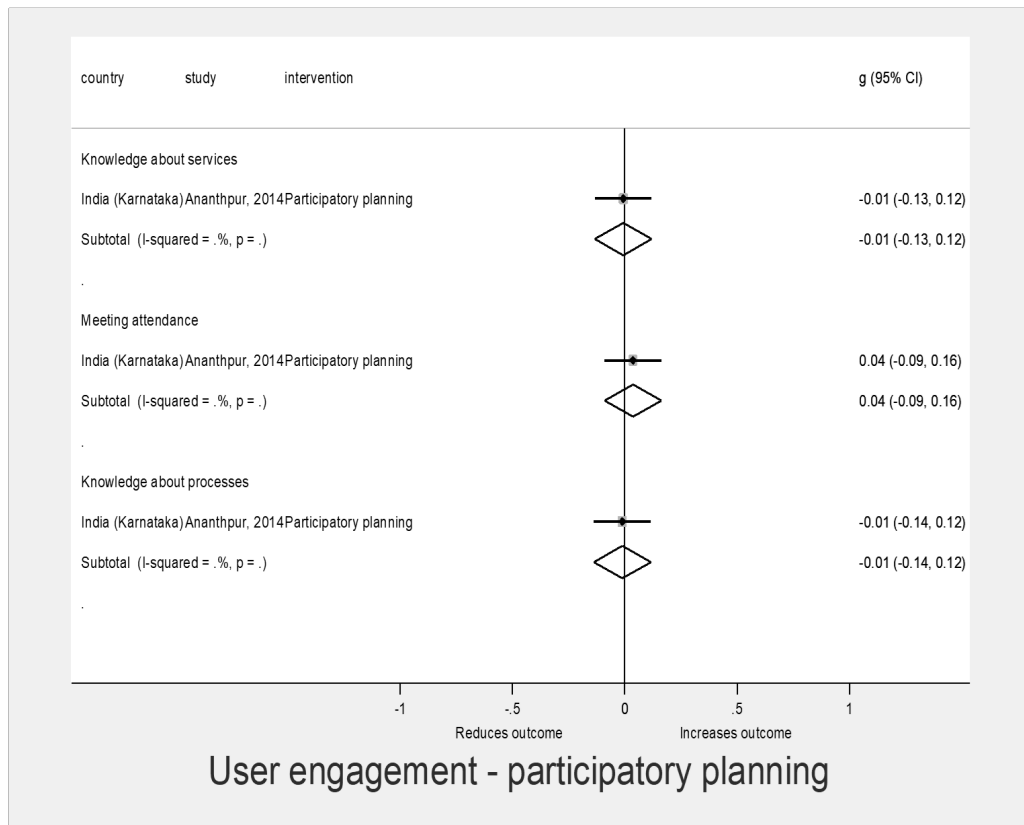 country study intervention g (95% CI)
Knowledge about services
India (Karnataka) Ananthpur, 2014 Participatory planning -0.01 (-0.13, 0.12)
Subtotal (I-squared = .%, p = .) -0.01 (-0.13, 0.12)
.
Meeting attendance
India (Karnataka) Ananthpur, 2014 Participatory planning 0.04 (-0.09, 0.16)
Subtotal (I-squared = .%, p = .) 0.04 (-0.09, 0.16)
.
Knowledge about processes
India (Karnataka) Ananthpur, 2014 Participatory planning -0.01 (-0.14, 0.12)
Subtotal (I-squared = .%, p = .) -0.01 (-0.14, 0.12)
.
-1 -.5 0 .5 1
Reduces outcome Increases outcome
User engagement - participatory planning